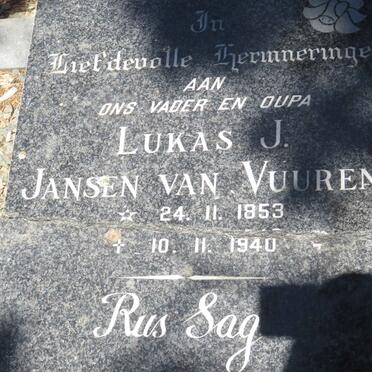 In
Liefdevolle Herinneringe
AAN
ONS VADER EN OUPA
LUKAS J.
JANSEN VAN VUUREN
☆ 24. 11. 1853
✝ 10. 11. 1940
Rus Sag